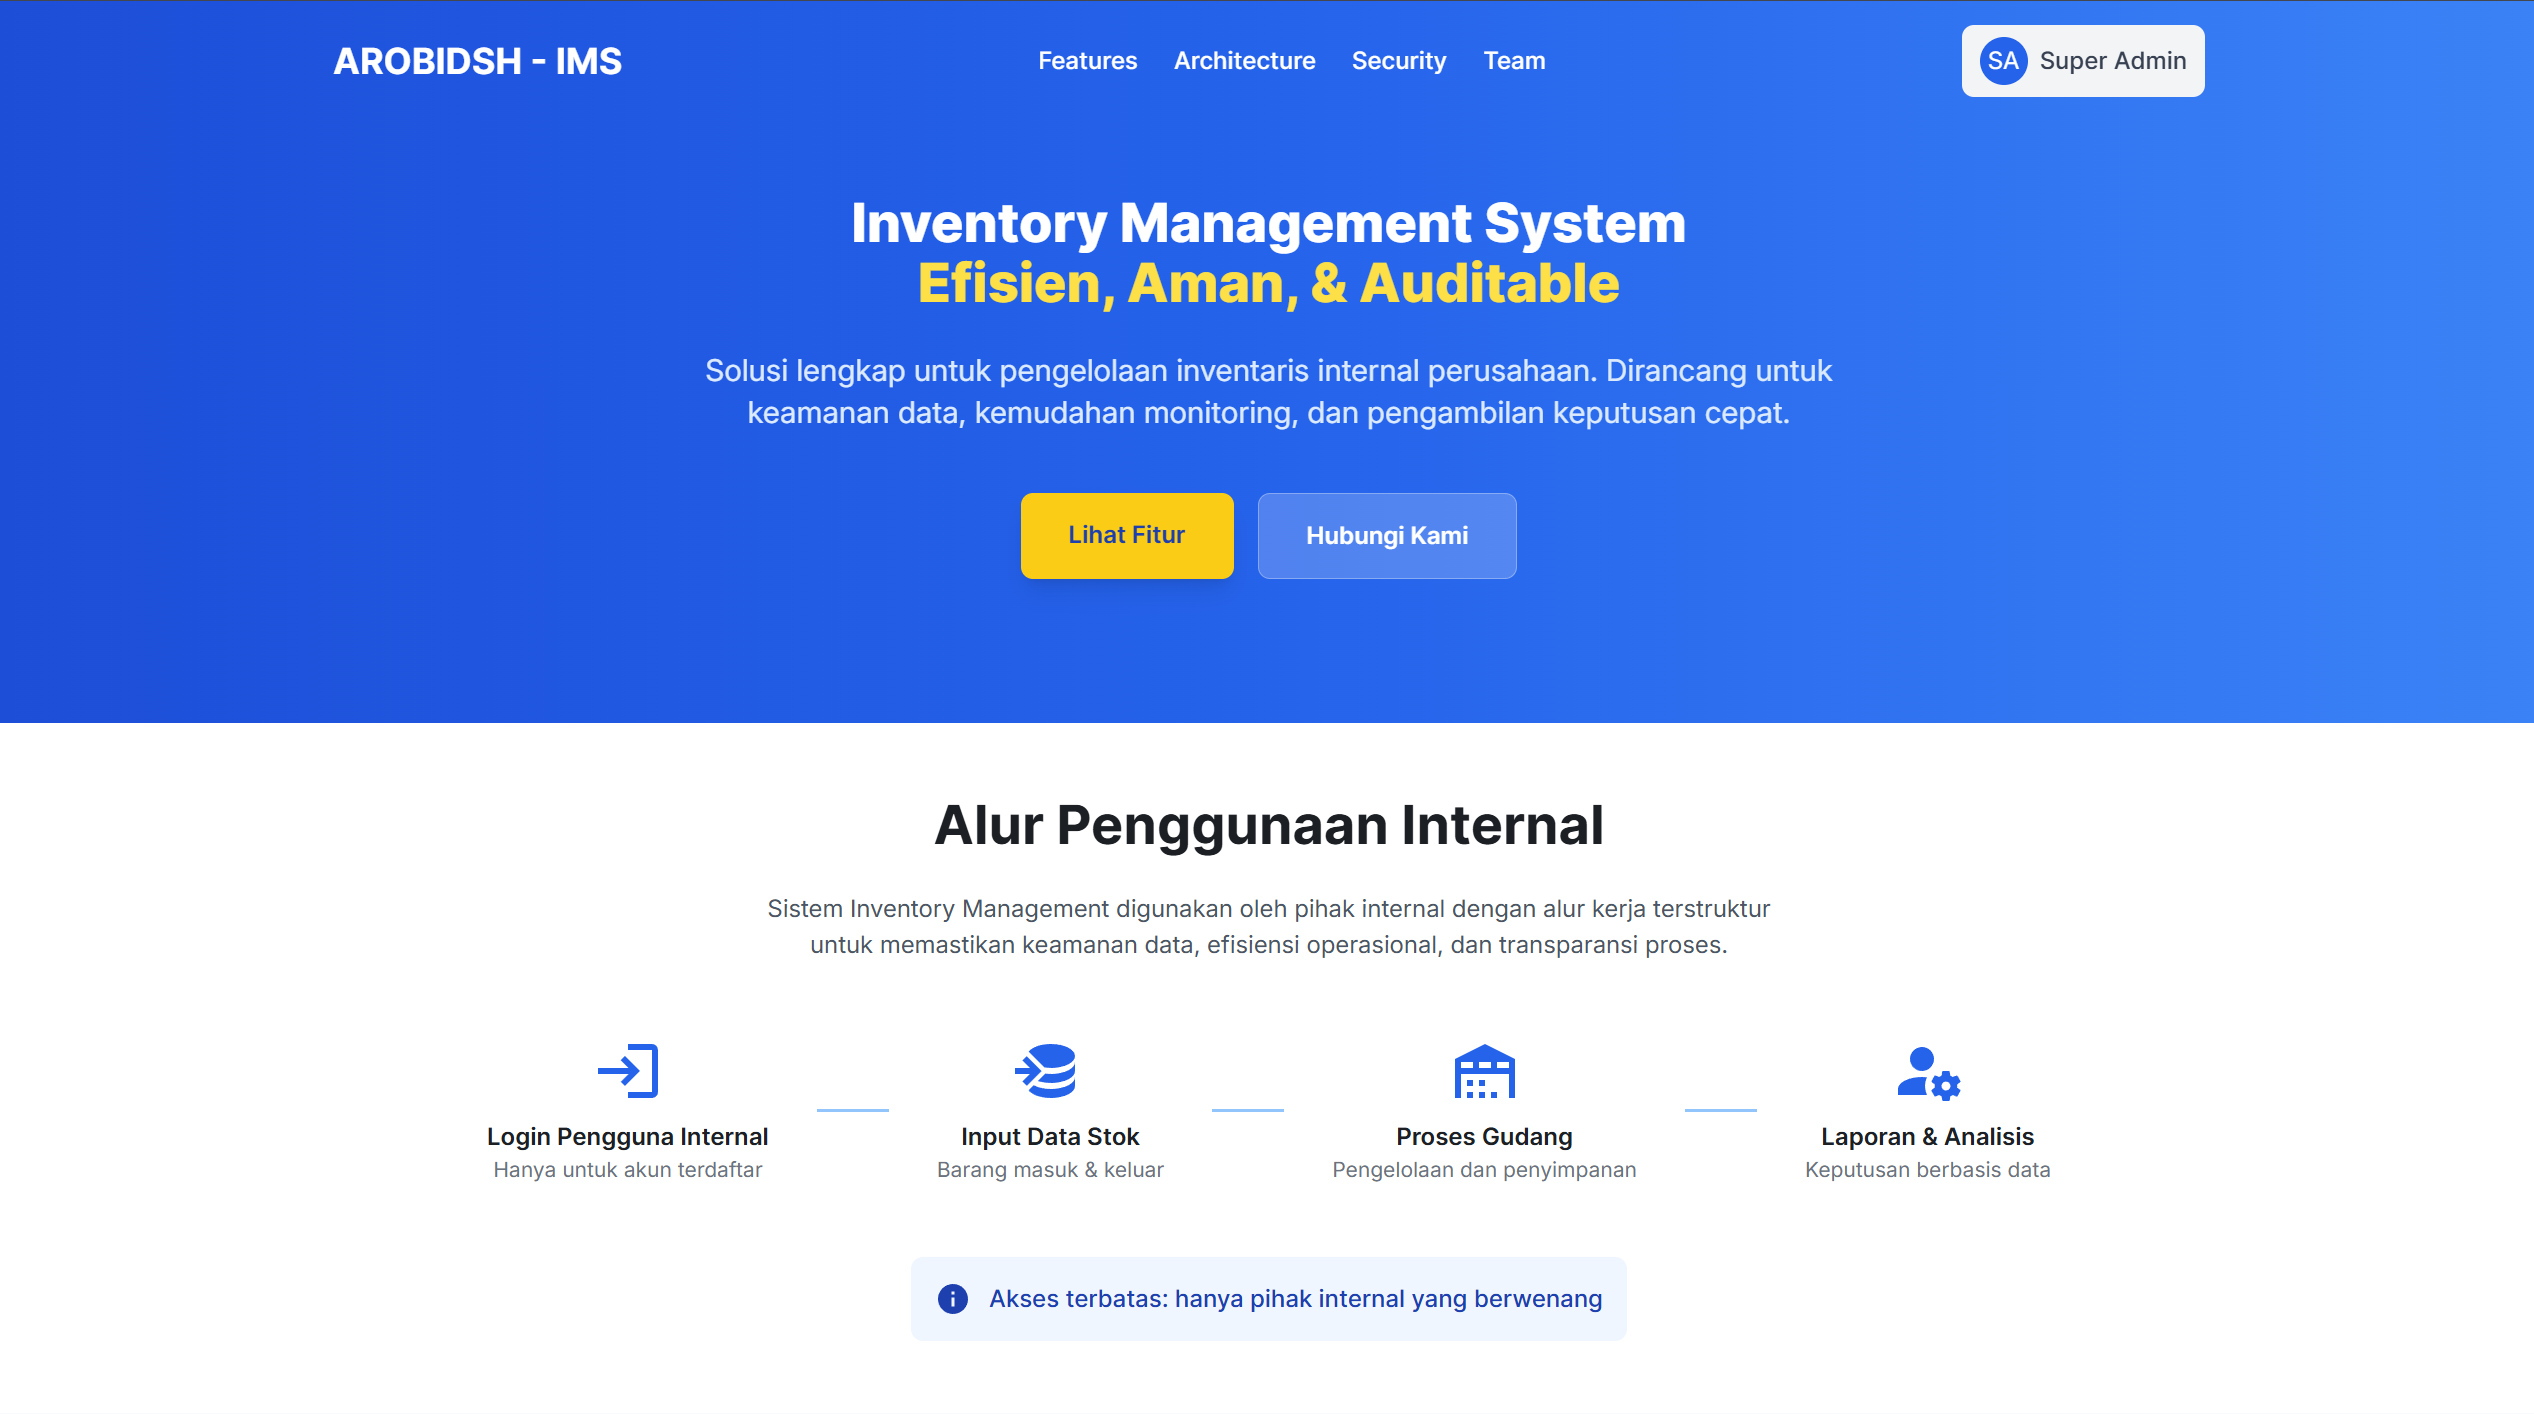 AROBIDSH - IMS
Features
Architecture
Security
Team
SA
Super Admin
Inventory Management System
Efisien, Aman, & Auditable
Solusi lengkap untuk pengelolaan inventaris internal perusahaan. Dirancang untuk
keamanan data, kemudahan monitoring, dan pengambilan keputusan cepat.
Lihat Fitur
Hubungi Kami
Alur Penggunaan Internal
Sistem Inventory Management digunakan oleh pihak internal dengan alur kerja terstruktur
untuk memastikan keamanan data, efisiensi operasional, dan transparansi proses.
Login Pengguna Internal
Hanya untuk akun terdaftar
Input Data Stok
Barang masuk & keluar
Proses Gudang
Pengelolaan dan penyimpanan
Laporan & Analisis
Keputusan berbasis data
Akses terbatas: hanya pihak internal yang berwenang